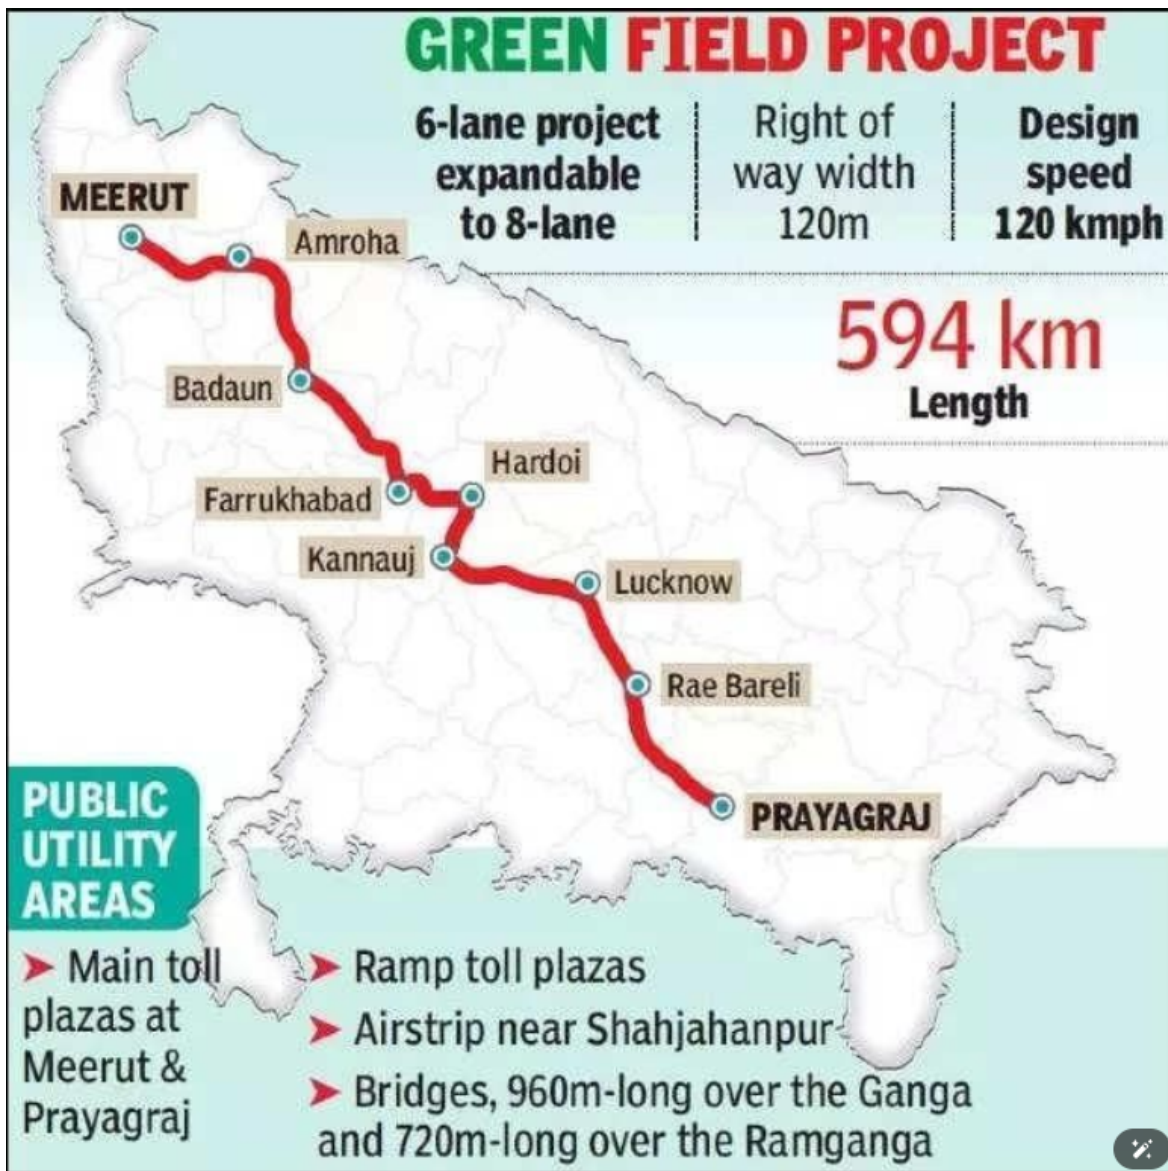 GREEN FIELD PROJECT
6-lane project
expandable
to 8-lane
Right of
way width
120m
Design
speed
120 kmph
594 km
Length
MEERUT
Amroha
Badaun
Hardoi
Farrukhabad
Kannauj
Lucknow
Rae Bareli
PRAYAGRAJ
PUBLIC
UTILITY
AREAS
➤ Main toll
plazas at
Meerut &
Prayagraj
➤ Ramp toll plazas
➤ Airstrip near Shahjahanpur
➤ Bridges, 960m-long over the Ganga
and 720m-long over the Ramganga